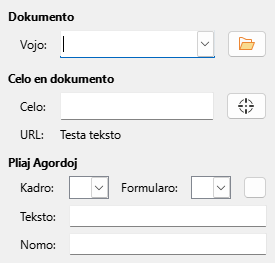 Dokumento
Vojo:
Celo en dokumento
Celo:
URL: Testa teksto
Pliaj Agordoj
Kadro: Formularo:
Teksto:
Nomo: